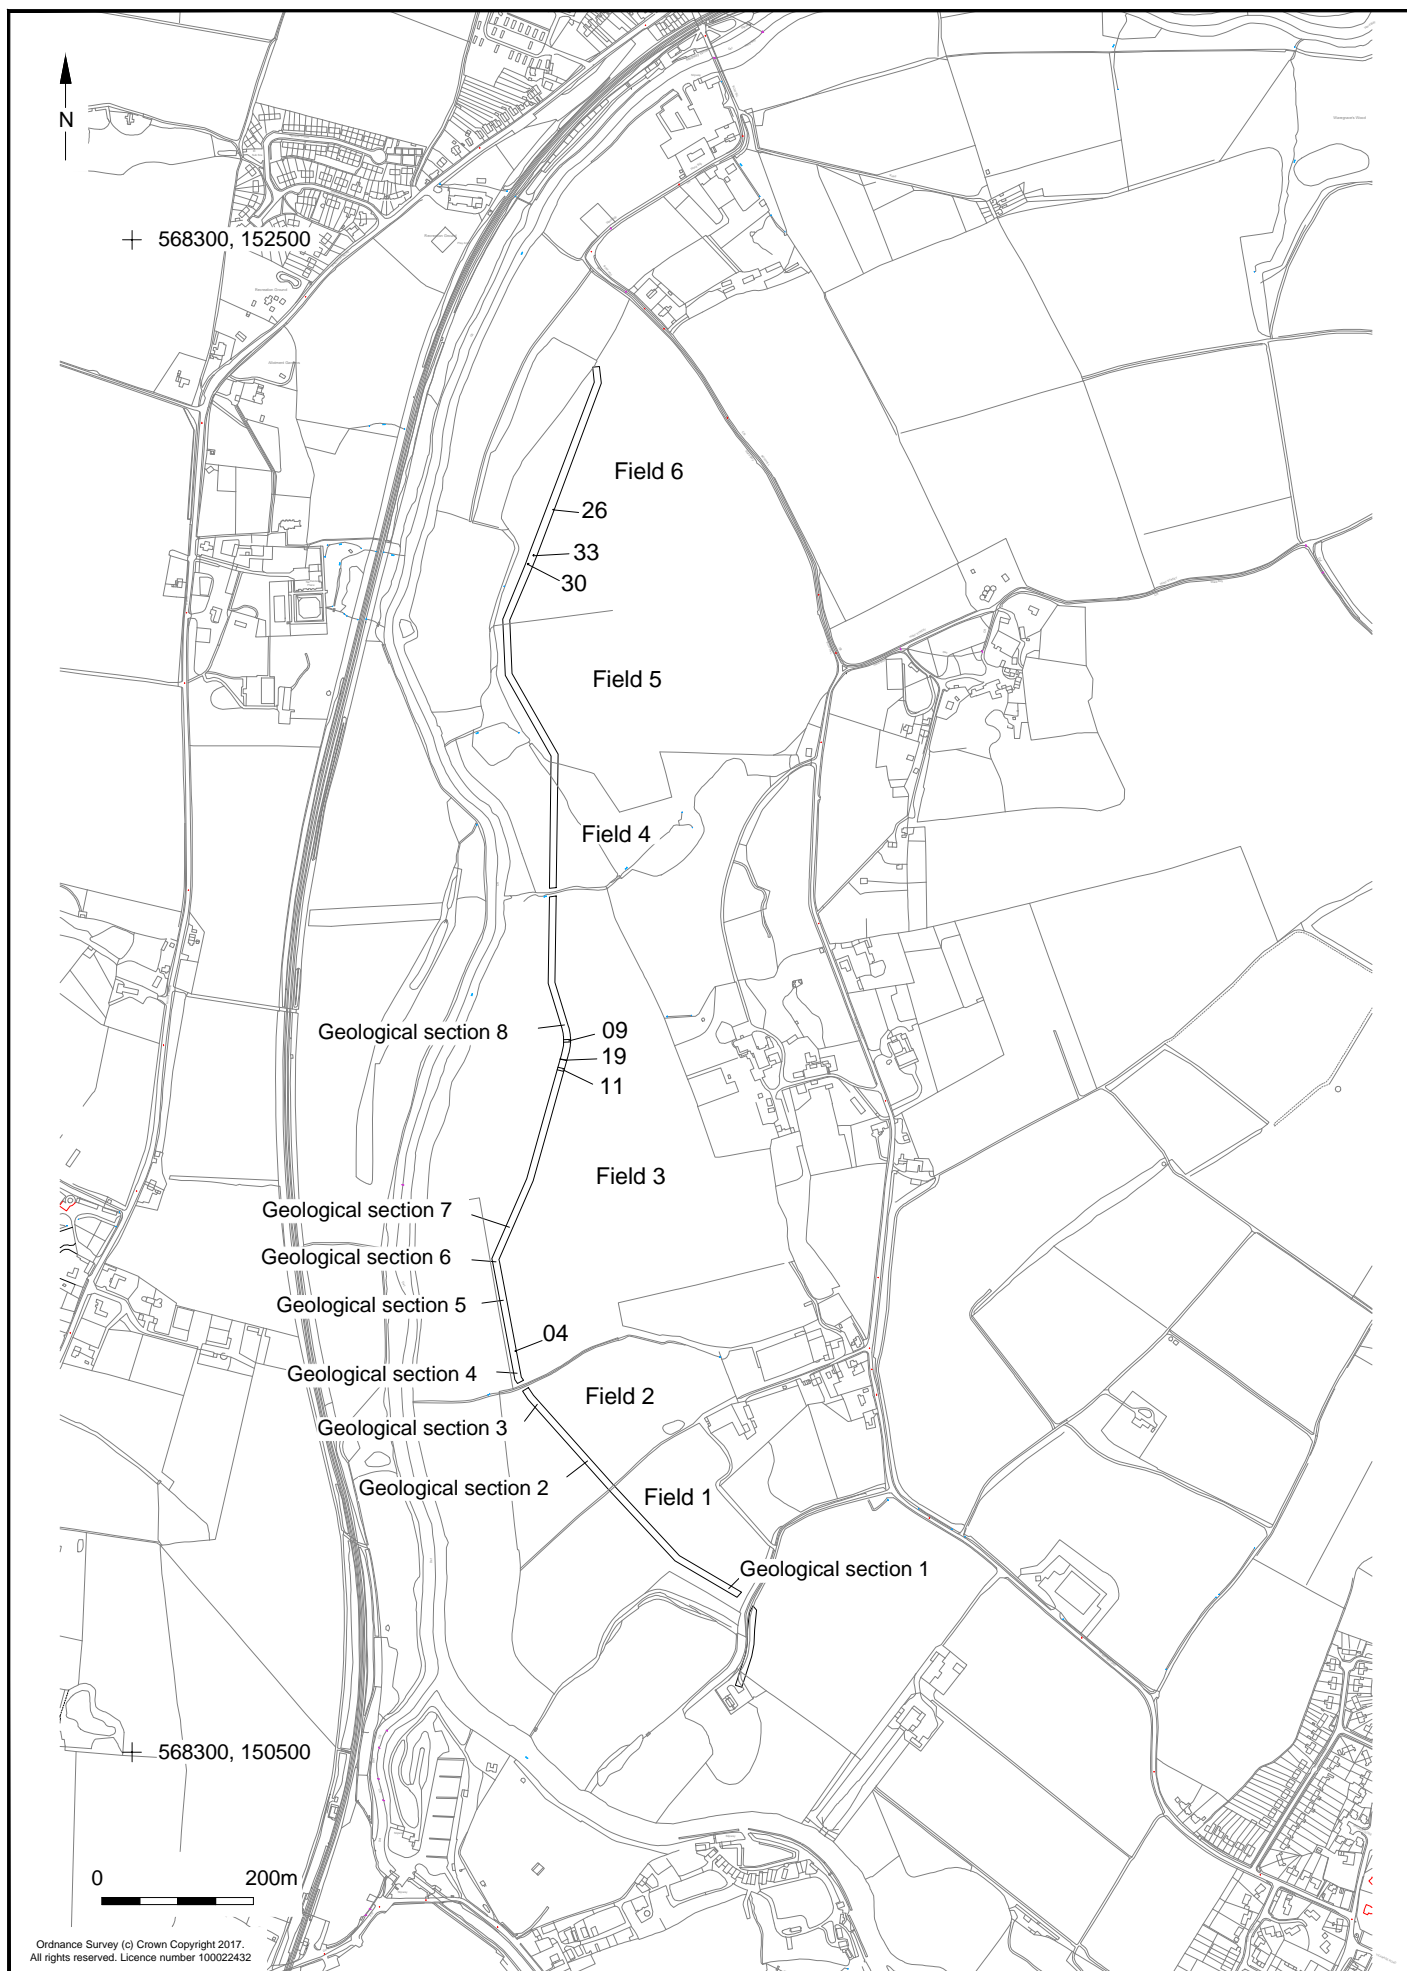 N
568300, 152500
Field 6
26
33
30
Field 5
Field 4
Geological section 8
09
19
11
Field 3
Geological section 7
Geological section 6
Geological section 5
04
Geological section 4
Field 2
Geological section 3
Geological section 2
Field 1
Geological section 1
568300, 150500
0 200m
Ordnance Survey (c) Crown Copyright 2017.
All rights reserved. Licence number 100022432